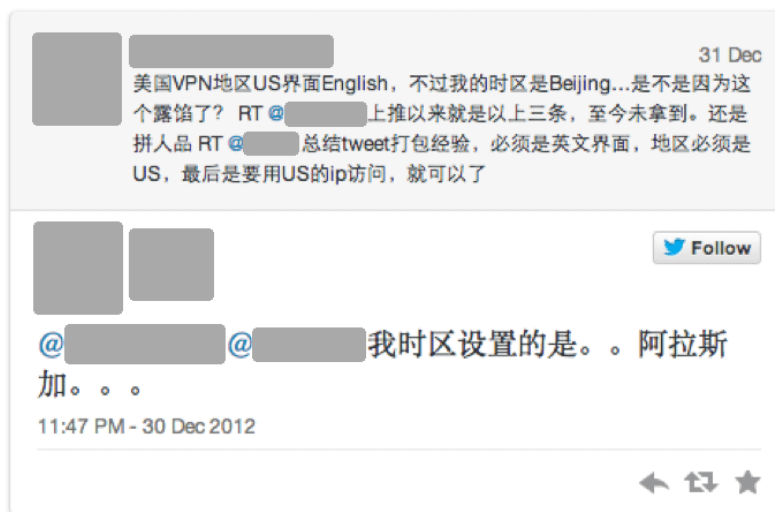 31 Dec
美国VPN地区US界面English，不过我的时区是Beijing...是不是因为这
个露馅了？ RT @ 上推以来就是以上三条，至今未拿到。还是
拼人品 RT @ 总结tweet打包经验，必须是英文界面，地区必须是
US，最后是要用US的ip访问，就可以了
Follow
@ @ 我时区设置的是。。阿拉斯
加。。。
11:47 PM - 30 Dec 2012